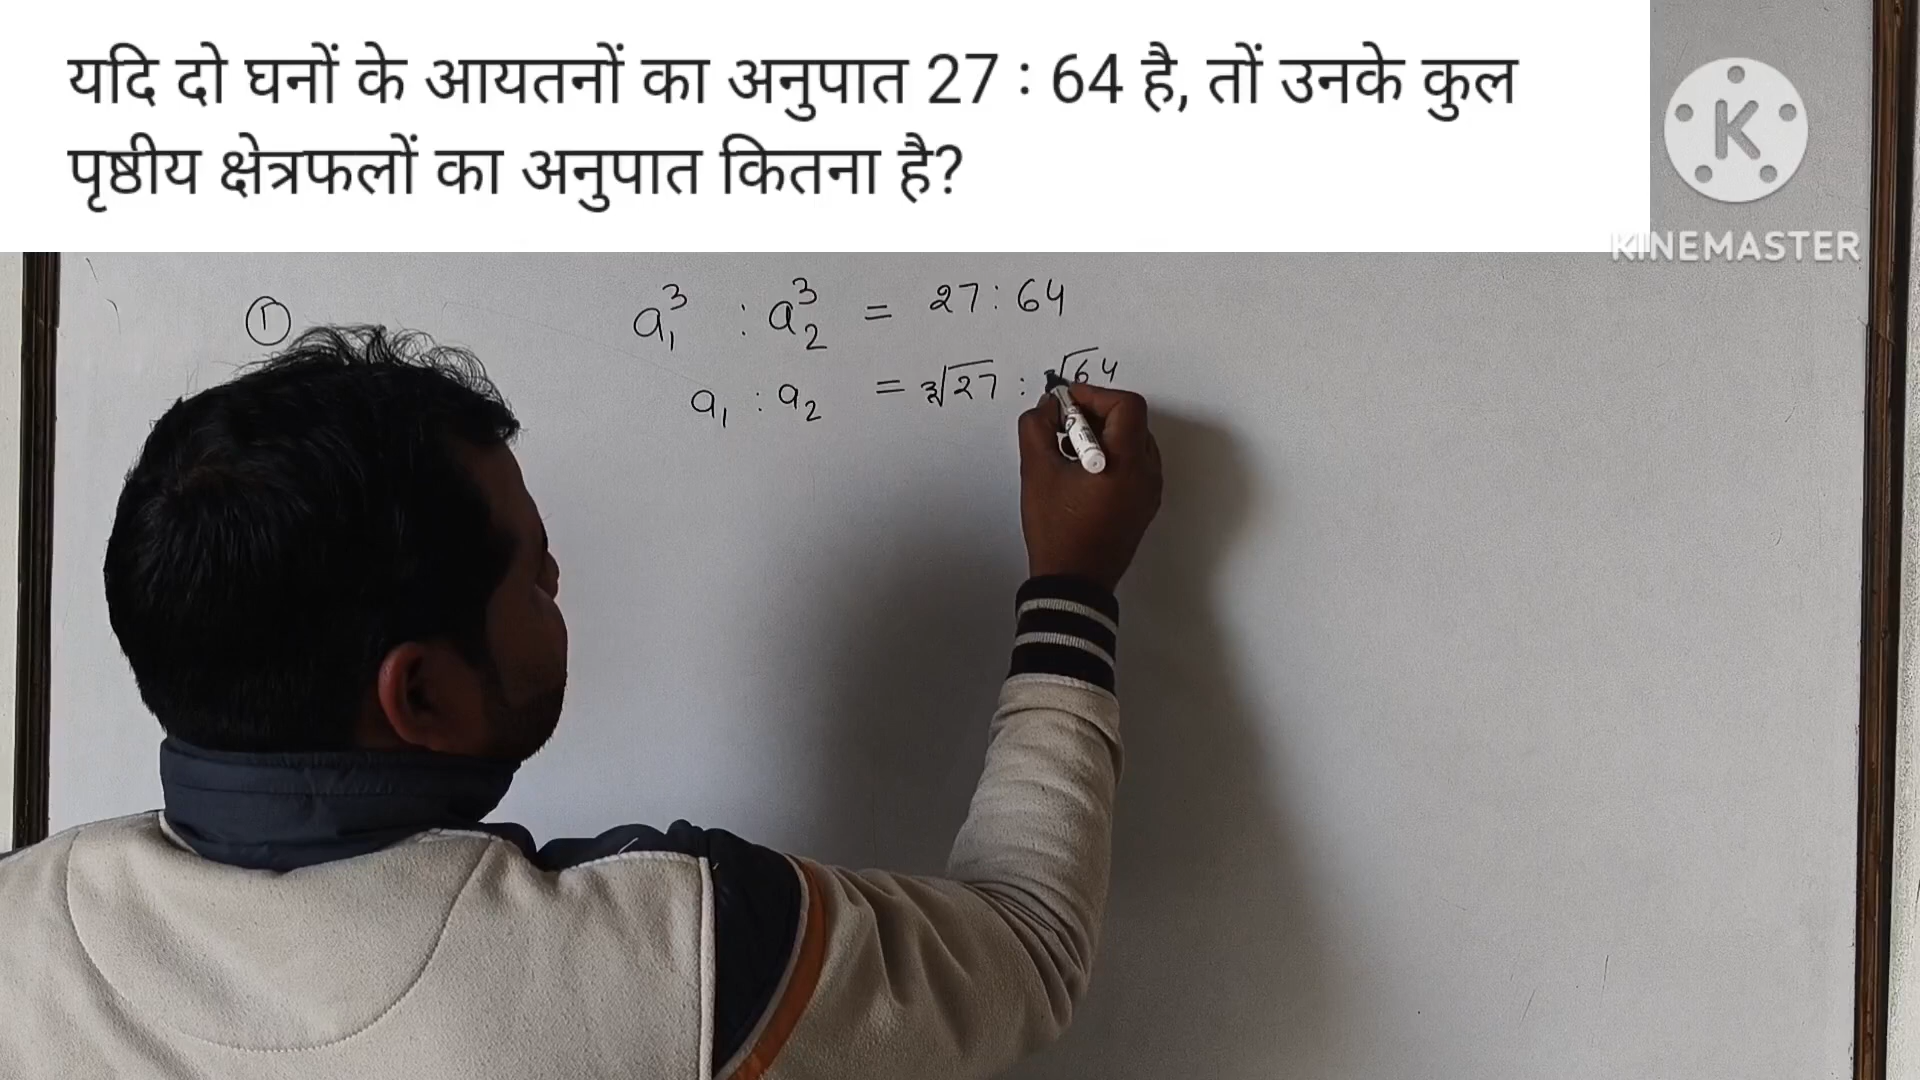 यदि दो घनों के आयतनों का अनुपात 27 : 64 है, तों उनके कुल
पृष्ठीय क्षेत्रफलों का अनुपात कितना है?
K
KINEMASTER
①
a₁³ : a₂³ = 27 : 64
a₁ : a₂ = ∛27 : √64